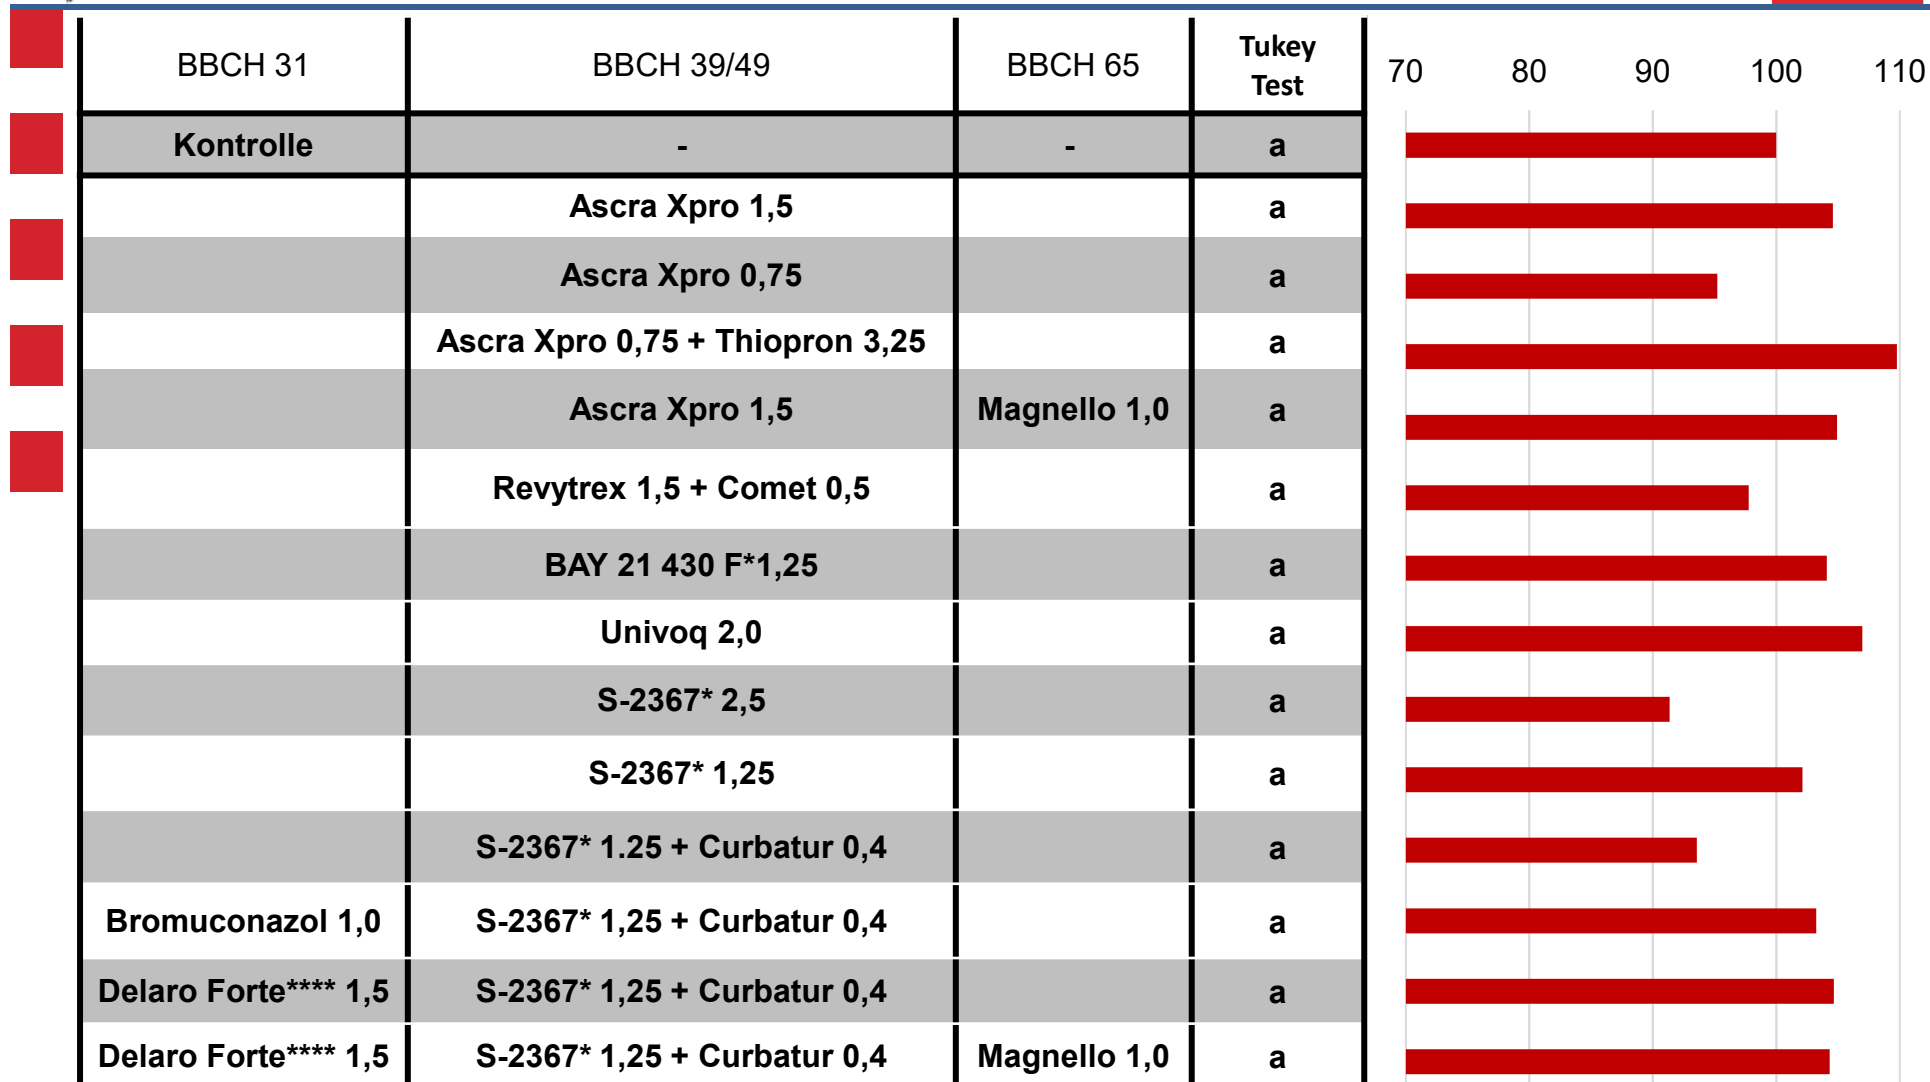 BBCH 31 BBCH 39/49 BBCH 65 Tukey Test 70 80 90 100 110
Kontrolle - - a
Ascra Xpro 1,5 a
Ascra Xpro 0,75 a
Ascra Xpro 0,75 + Thiopron 3,25 a
Ascra Xpro 1,5 Magnello 1,0 a
Revytrex 1,5 + Comet 0,5 a
BAY 21 430 F*1,25 a
Univoq 2,0 a
S-2367* 2,5 a
S-2367* 1,25 a
S-2367* 1.25 + Curbatur 0,4 a
Bromuconazol 1,0 S-2367* 1,25 + Curbatur 0,4 a
Delaro Forte**** 1,5 S-2367* 1,25 + Curbatur 0,4 a
Delaro Forte**** 1,5 S-2367* 1,25 + Curbatur 0,4 Magnello 1,0 a